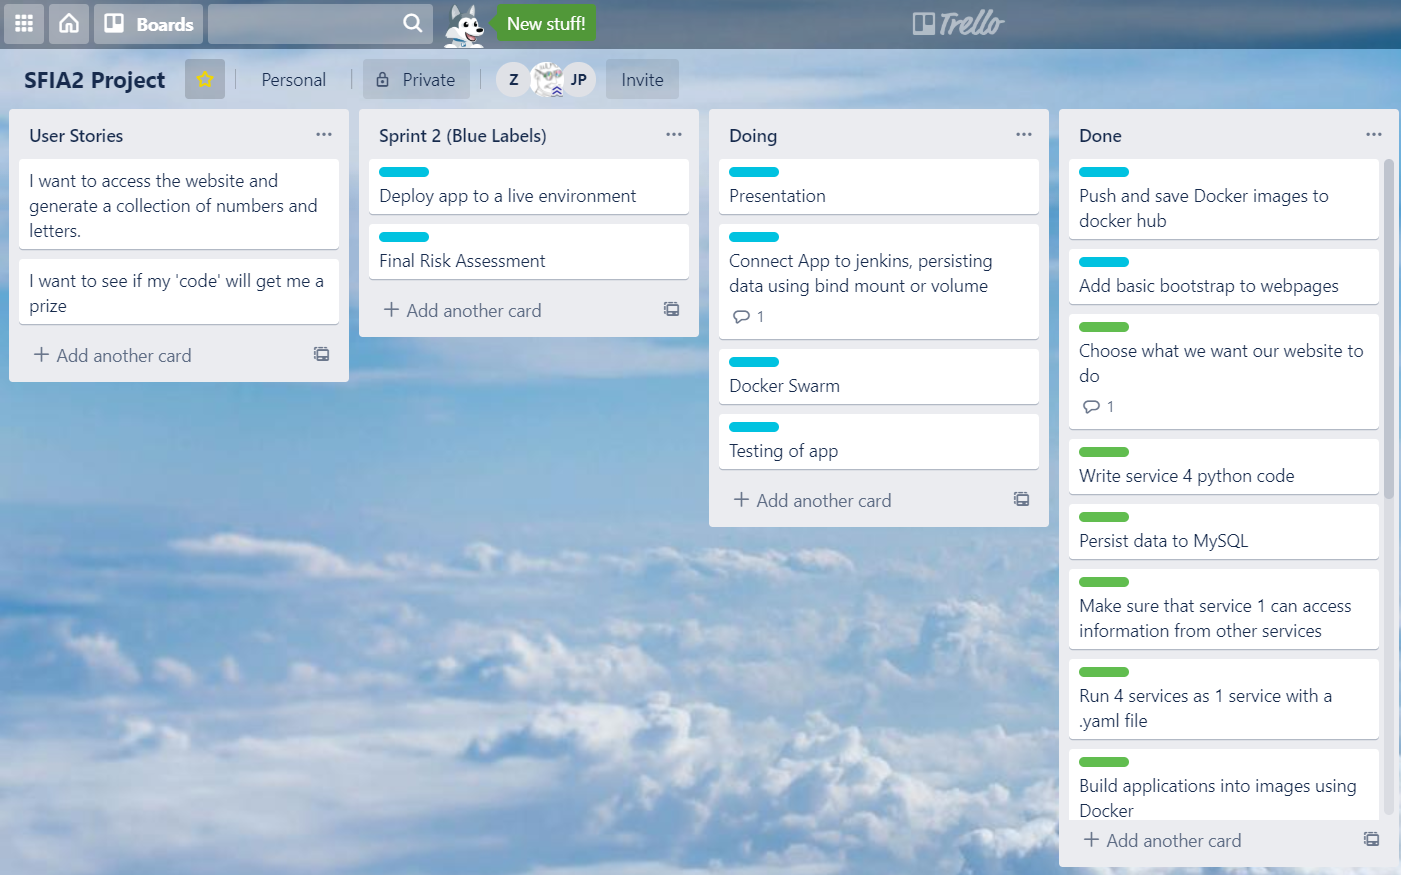 Boards
New stuff!
Trello
SFIA2 Project
Personal
Private
Z
JP
Invite
User Stories
I want to access the website and
generate a collection of numbers and
letters.
I want to see if my 'code' will get me a
prize
+ Add another card
Sprint 2 (Blue Labels)
Deploy app to a live environment
Final Risk Assessment
+ Add another card
Doing
Presentation
Connect App to jenkins, persisting
data using bind mount or volume
1
Docker Swarm
Testing of app
+ Add another card
Done
Push and save Docker images to
docker hub
Add basic bootstrap to webpages
Choose what we want our website to
do
1
Write service 4 python code
Persist data to MySQL
Make sure that service 1 can access
information from other services
Run 4 services as 1 service with a
.yaml file
Build applications into images using
Docker
+ Add another card